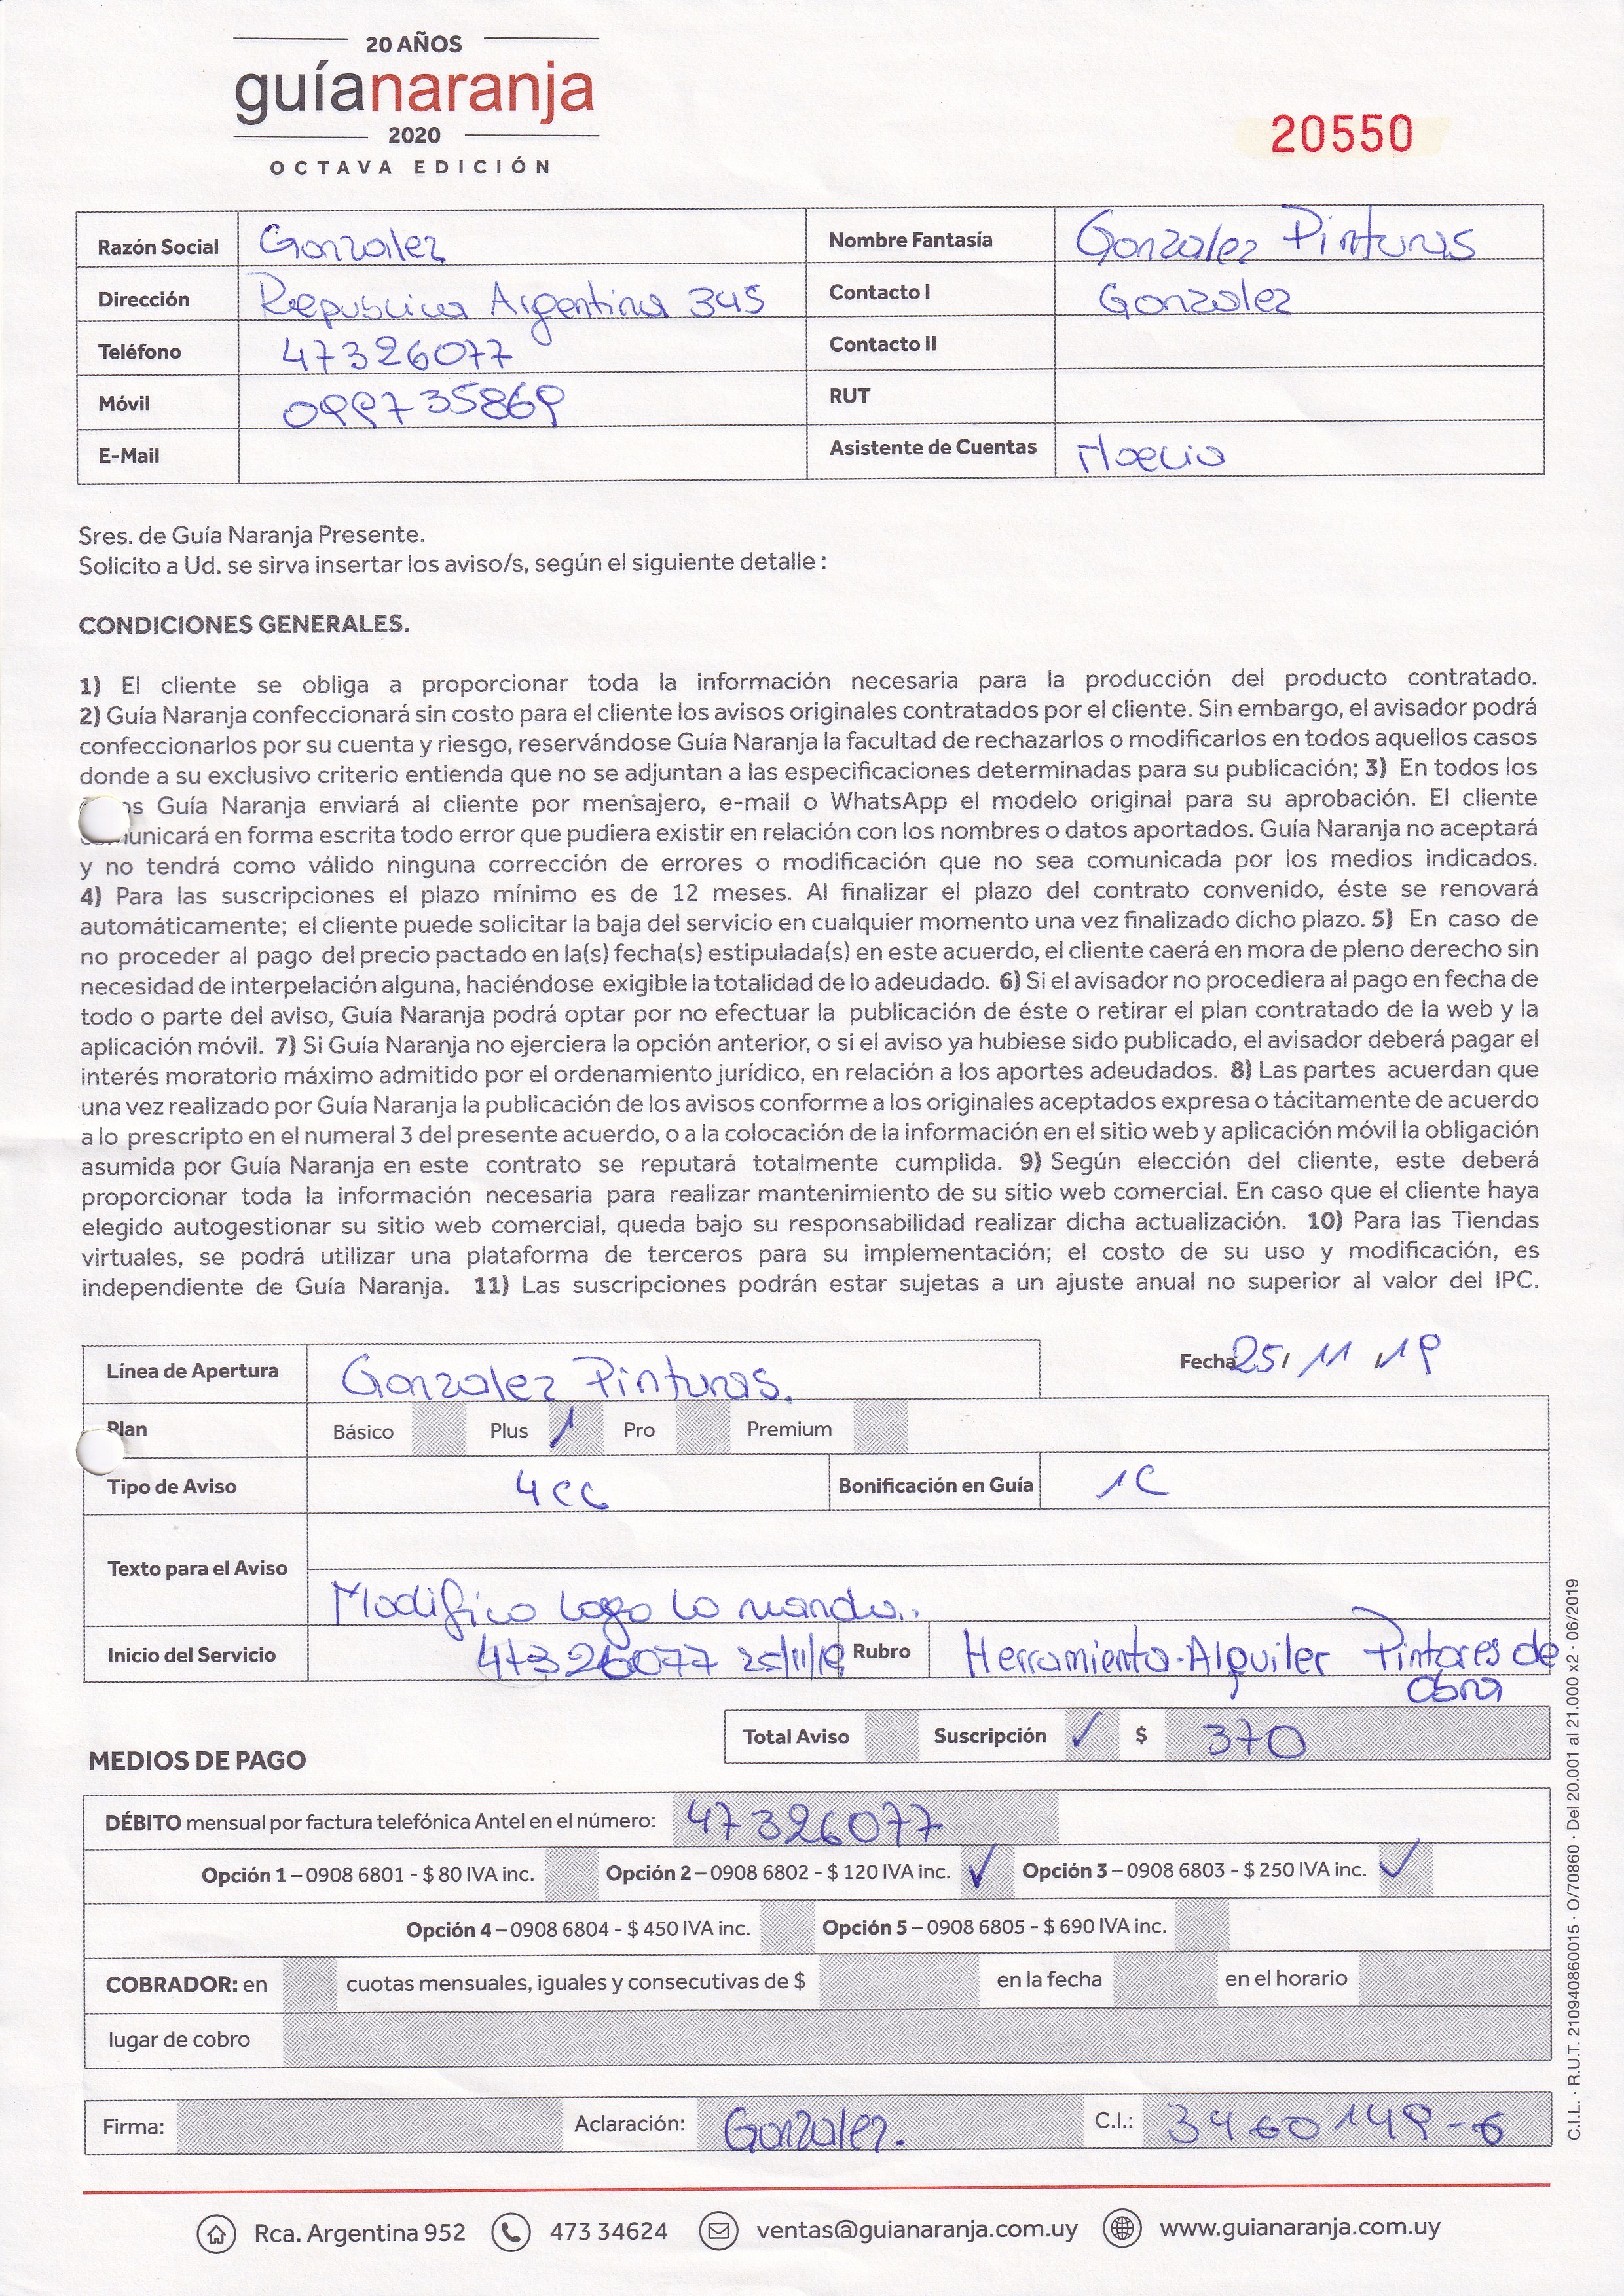 20 AÑOS
guíanaranja
2020
OCTAVA EDICIÓN
20550
Razón Social Gonzalez Nombre Fantasía Gonzalez Pinturas
Dirección Republica Argentina 345 Contacto I Gonzalez
Teléfono 47326077 Contacto II
Móvil 099735869 RUT
E-Mail Asistente de Cuentas
Sres. de Guía Naranja Presente.
Solicito a Ud. se sirva insertar los aviso/s, según el siguiente detalle :
CONDICIONES GENERALES.
1) El cliente se obliga a proporcionar toda la información necesaria para la producción del producto contratado.
2) Guía Naranja confeccionará sin costo para el cliente los avisos originales contratados por el cliente. Sin embargo, el avisador podrá
confeccionarlos por su cuenta y riesgo, reservándose Guía Naranja la facultad de rechazarlos o modificarlos en todos aquellos casos
donde a su exclusivo criterio entienda que no se adjuntan a las especificaciones determinadas para su publicación; 3) En todos los
Guía Naranja enviará al cliente por mensajero, e-mail o WhatsApp el modelo original para su aprobación. El cliente
en forma escrita todo error que pudiera existir en relación con los nombres o datos aportados. Guía Naranja no aceptará
y no tendrá como válido ninguna corrección de errores o modificación que no sea comunicada por los medios indicados.
4) Para las suscripciones el plazo mínimo es de 12 meses. Al finalizar el plazo del contrato convenido, éste se renovará
automáticamente; el cliente puede solicitar la baja del servicio en cualquier momento una vez finalizado dicho plazo. 5) En caso de
no proceder al pago del precio pactado en la(s) fecha(s) estipulada(s) en este acuerdo, el cliente caerá en mora de pleno derecho sin
necesidad de interpelación alguna, haciéndose exigible la totalidad de lo adeudado. 6) Si el avisador no procediera al pago en fecha de
todo o parte del aviso, Guía Naranja podrá optar por no efectuar la publicación de éste o retirar el plan contratado de la web y la
aplicación móvil. 7) Si Guía Naranja no ejerciera la opción anterior, o si el aviso ya hubiese sido publicado, el avisador deberá pagar el
interés moratorio máximo admitido por el ordenamiento jurídico, en relación a los aportes adeudados. 8) Las partes acuerdan que
una vez realizado por Guía Naranja la publicación de los avisos conforme a los originales aceptados expresa o tácitamente de acuerdo
a lo prescripto en el numeral 3 del presente acuerdo, o a la colocación de la información en el sitio web y aplicación móvil la obligación
asumida por Guía Naranja en este contrato se reputará totalmente cumplida. 9) Según elección del cliente, este deberá
proporcionar toda la información necesaria para realizar mantenimiento de su sitio web comercial. En caso que el cliente haya
elegido autogestionar su sitio web comercial, queda bajo su responsabilidad realizar dicha actualización. 10) Para las Tiendas
virtuales, se podrá utilizar una plataforma de terceros para su implementación; el costo de su uso y modificación, es
independiente de Guía Naranja. 11) Las suscripciones podrán estar sujetas a un ajuste anual no superior al valor del IPC.
Línea de Apertura Gonzalez Pinturas. Fecha 25/ 11 /19
Plan Básico Plus / Pro Premium
Tipo de Aviso 4cc Bonificación en Guía 1C
Texto para el Aviso
Modifico Logo lo manda..
Inicio del Servicio 47326077 25/11/19 Rubro Herramienta-Alquiler Pintores de
Obra
Total Aviso Suscripción ✓ $ 370
MEDIOS DE PAGO
DÉBITO mensual por factura telefónica Antel en el número: 47326077
Opción 1 – 0908 6801 - $ 80 IVA inc. Opción 2 – 0908 6802 - $ 120 IVA inc. ✓ Opción 3 – 0908 6803 - $ 250 IVA inc. ✓
Opción 4 – 0908 6804 - $ 450 IVA inc. Opción 5 – 0908 6805 - $ 690 IVA inc.
COBRADOR: en cuotas mensuales, iguales y consecutivas de $ en la fecha en el horario
lugar de cobro
Firma: Aclaración: Gonzalez. C.I.: 3460149-6
C.I.L. · R.U.T. 210940860015 · O/70860 · Del 20.001 al 21.000 x2 · 06/2019
Rca. Argentina 952 473 34624 ventas@guianaranja.com.uy www.guianaranja.com.uy